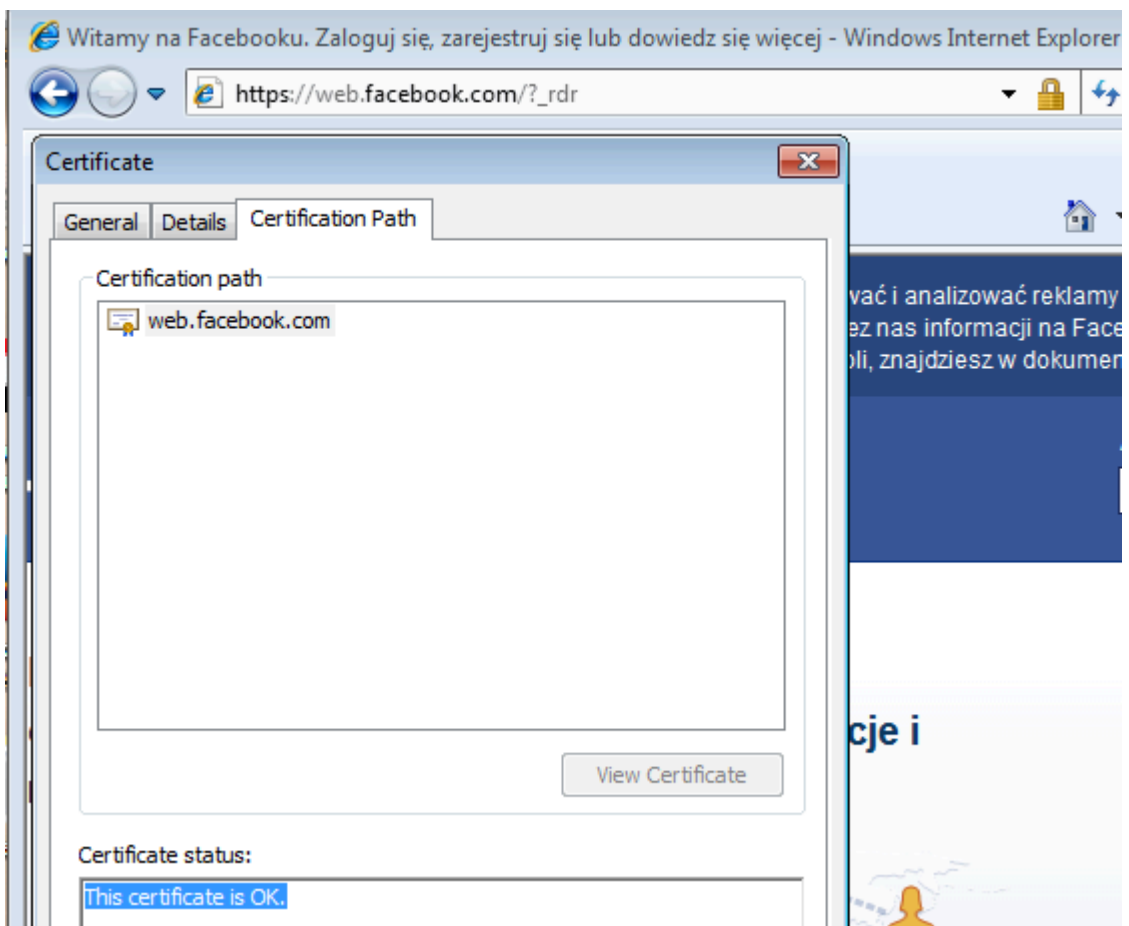 Witamy na Facebooku. Zaloguj się, zarejestruj się lub dowiedz się więcej - Windows Internet Explorer
https://web.facebook.com/?_rdr
Certificate
General Details Certification Path
Certification path
web.facebook.com
wać i analizować reklamy
ez nas informacji na Face
oli, znajdziesz w dokumen
cje i
View Certificate
Certificate status:
This certificate is OK.